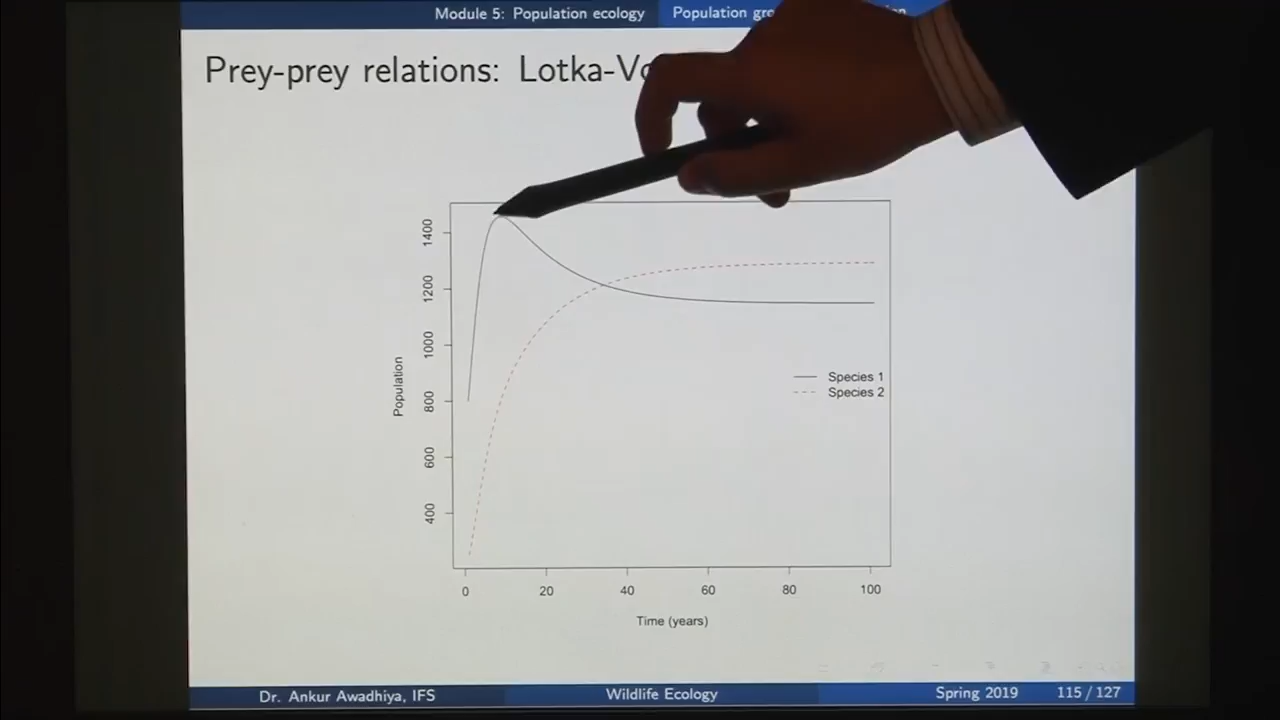 Module 5: Population ecology Population
Prey-prey relations: Lotka-
1400
1200
1000
800
600
400
Population
Species 1
Species 2
0 20 40 60 80 100
Time (years)
Dr. Ankur Awadhiya, IFS Wildlife Ecology Spring 2019 115 / 127